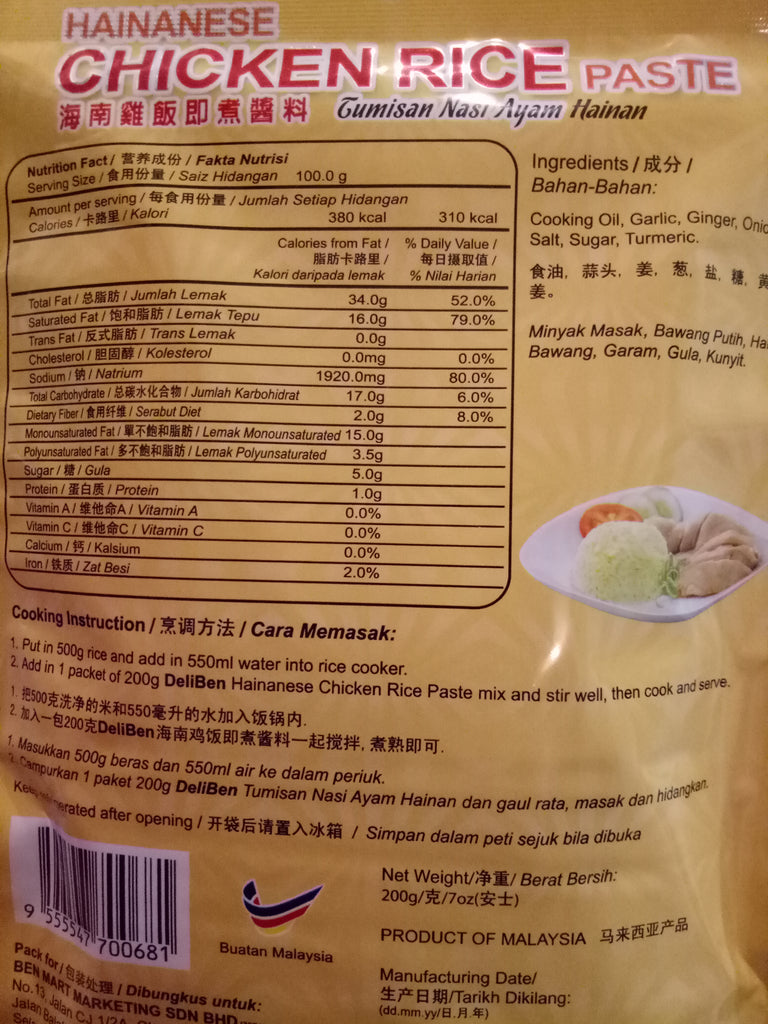 HAINANESE
CHICKEN RICE PASTE
海南雞飯即煮醬料 Tumisan Nasi Ayam Hainan
Nutrition Fact / 营养成份 / Fakta Nutrisi
Serving Size / 食用份量 / Saiz Hidangan 100.0 g
Amount per serving / 每食用份量 / Jumlah Setiap Hidangan
Calories / 卡路里 / Kalori 380 kcal 310 kcal
Calories from Fat / 脂肪卡路里 / Kalori daripada lemak
% Daily Value / 每日摄取值 / % Nilai Harian
Total Fat / 总脂肪 / Jumlah Lemak 34.0g 52.0%
Saturated Fat / 饱和脂肪 / Lemak Tepu 16.0g 79.0%
Trans Fat / 反式脂肪 / Trans Lemak 0.0g
Cholesterol / 胆固醇 / Kolesterol 0.0mg 0.0%
Sodium / 钠 / Natrium 1920.0mg 80.0%
Total Carbohydrate / 总碳水化合物 / Jumlah Karbohidrat 17.0g 6.0%
Dietary Fiber / 食用纤维 / Serabut Diet 2.0g 8.0%
Monounsaturated Fat / 單不飽和脂肪 / Lemak Monounsaturated 15.0g
Polyunsaturated Fat / 多不飽和脂肪 / Lemak Polyunsaturated 3.5g
Sugar / 糖 / Gula 5.0g
Protein / 蛋白质 / Protein 1.0g
Vitamin A / 维他命A / Vitamin A 0.0%
Vitamin C / 维他命C / Vitamin C 0.0%
Calcium / 钙 / Kalsium 0.0%
Iron / 铁质 / Zat Besi 2.0%
Ingredients / 成分 /
Bahan-Bahan:
Cooking Oil, Garlic, Ginger, Onio
Salt, Sugar, Turmeric.
食油, 蒜头, 姜, 葱, 盐, 糖, 黄
姜。
Minyak Masak, Bawang Putih, Ha
Bawang, Garam, Gula, Kunyit.
Cooking Instruction / 烹调方法 / Cara Memasak:
1. Put in 500g rice and add in 550ml water into rice cooker.
2. Add in 1 packet of 200g DeliBen Hainanese Chicken Rice Paste mix and stir well, then cook and serve.
1. 把500克洗净的米和550毫升的水加入饭锅内.
2. 加入一包200克DeliBen海南鸡饭即煮酱料一起搅拌, 煮熟即可.
1. Masukkan 500g beras dan 550ml air ke dalam periuk.
2. Campurkan 1 paket 200g DeliBen Tumisan Nasi Ayam Hainan dan gaul rata, masak dan hidangkan.
Keep refrigerated after opening / 开袋后请置入冰箱 / Simpan dalam peti sejuk bila dibuka
9 555547 700681
Buatan Malaysia
Net Weight/净重/ Berat Bersih:
200g/克/7oz(安士)
PRODUCT OF MALAYSIA 马来西亚产品
Manufacturing Date/
生产日期/Tarikh Dikilang:
(dd.mm.yy/日.月.年)
Pack for/包装处理 / Dibungkus untuk:
BEN MART MARKETING SDN BHD
No.13, Jalan CJ 1/2A,
Jalan